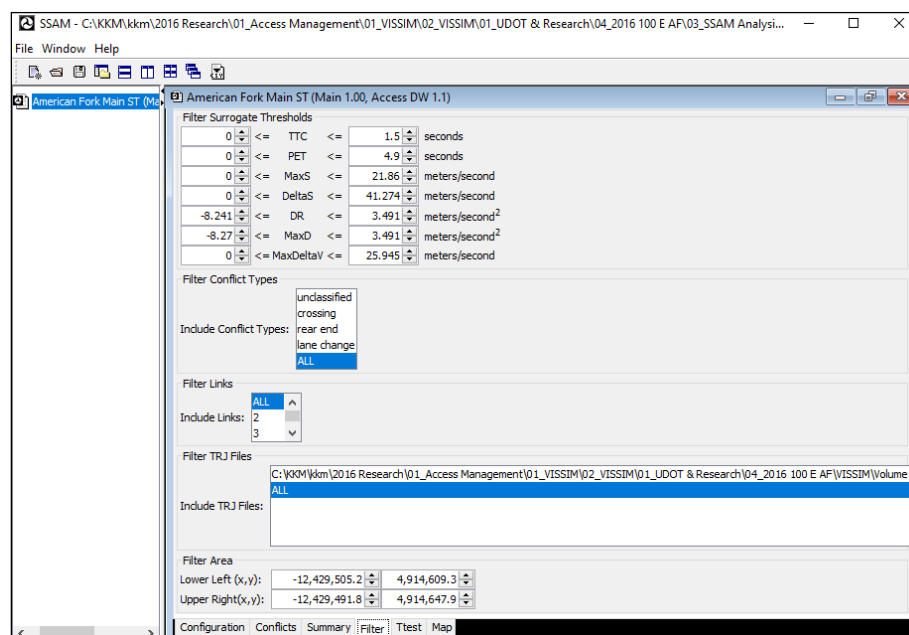 SSAM - C:\KKM\kkm\2016 Research\01_Access Management\01_VISSIM\02_VISSIM\01_UDOT & Research\04_2016 100 E AF\03_SSAM Analysi...
File Window Help
American Fork Main ST (Ma
American Fork Main ST (Main 1.00, Access DW 1.1)
Filter Surrogate Thresholds
0 <= TTC <= 1.5 seconds
0 <= PET <= 4.9 seconds
0 <= MaxS <= 21.86 meters/second
0 <= DeltaS <= 41.274 meters/second
-8.241 <= DR <= 3.491 meters/second²
-8.27 <= MaxD <= 3.491 meters/second²
0 <= MaxDeltaV <= 25.945 meters/second
Filter Conflict Types
unclassified
crossing
Include Conflict Types: rear end
lane change
ALL
Filter Links
ALL
Include Links: 2
3
Filter TRJ Files
C:\KKM\kkm\2016 Research\01_Access Management\01_VISSIM\02_VISSIM\01_UDOT & Research\04_2016 100 E AF\VISSIM\Volume
ALL
Include TRJ Files:
Filter Area
Lower Left (x,y): -12,429,505.2 4,914,609.3
Upper Right(x,y): -12,429,491.8 4,914,647.9
Configuration Conflicts Summary Filter Ttest Map